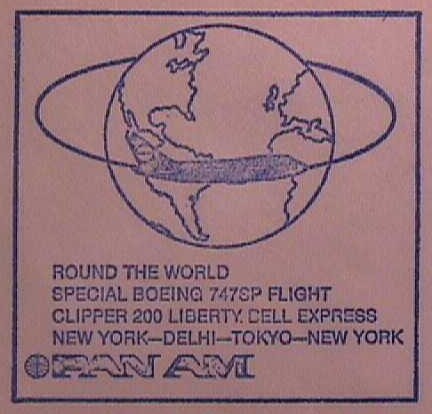 ROUND THE WORLD
SPECIAL BOEING 747SP FLIGHT
CLIPPER 200 LIBERTY. BELL EXPRESS
NEW YORK—DELHI—TOKYO—NEW YORK
PAN AM